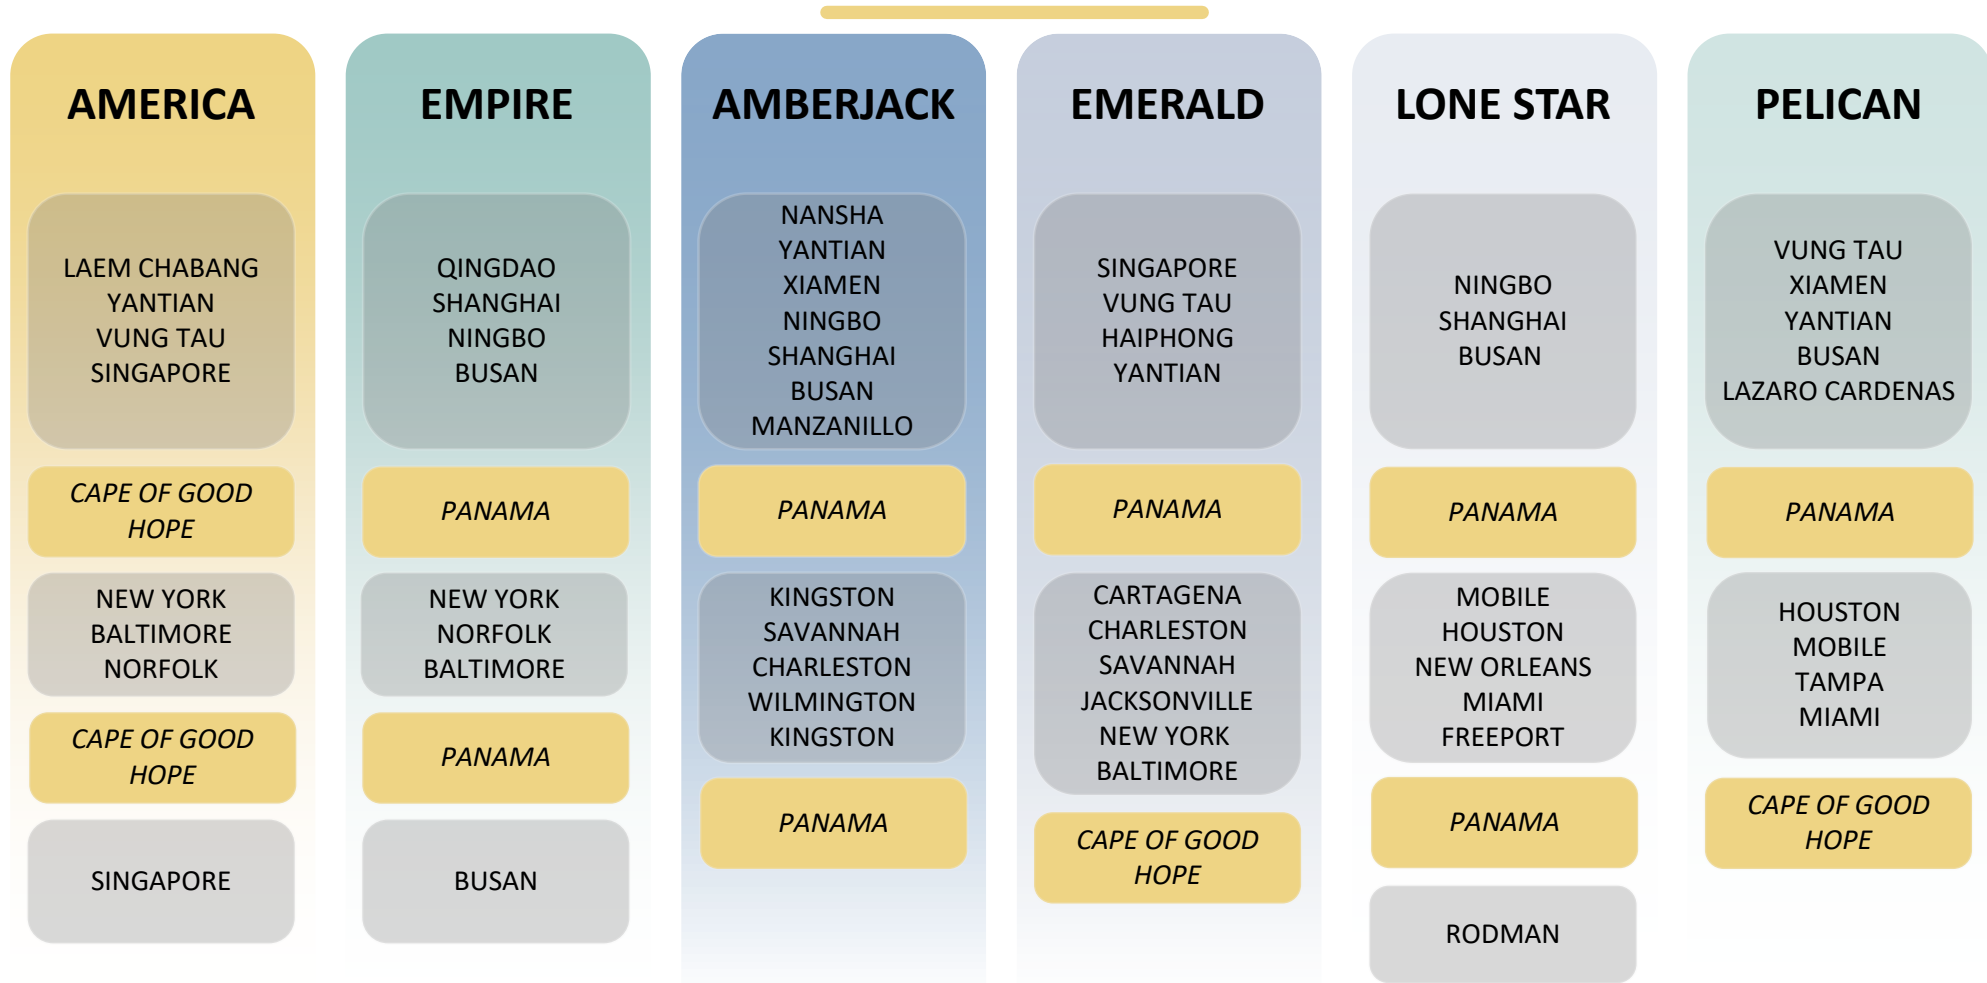 AMERICA
LAEM CHABANG
YANTIAN
VUNG TAU
SINGAPORE
CAPE OF GOOD
HOPE
NEW YORK
BALTIMORE
NORFOLK
CAPE OF GOOD
HOPE
SINGAPORE
EMPIRE
QINGDAO
SHANGHAI
NINGBO
BUSAN
PANAMA
NEW YORK
NORFOLK
BALTIMORE
PANAMA
BUSAN
AMBERJACK
NANSHA
YANTIAN
XIAMEN
NINGBO
SHANGHAI
BUSAN
MANZANILLO
PANAMA
KINGSTON
SAVANNAH
CHARLESTON
WILMINGTON
KINGSTON
PANAMA
EMERALD
SINGAPORE
VUNG TAU
HAIPHONG
YANTIAN
PANAMA
CARTAGENA
CHARLESTON
SAVANNAH
JACKSONVILLE
NEW YORK
BALTIMORE
CAPE OF GOOD
HOPE
LONE STAR
NINGBO
SHANGHAI
BUSAN
PANAMA
MOBILE
HOUSTON
NEW ORLEANS
MIAMI
FREEPORT
PANAMA
RODMAN
PELICAN
VUNG TAU
XIAMEN
YANTIAN
BUSAN
LAZARO CARDENAS
PANAMA
HOUSTON
MOBILE
TAMPA
MIAMI
CAPE OF GOOD
HOPE